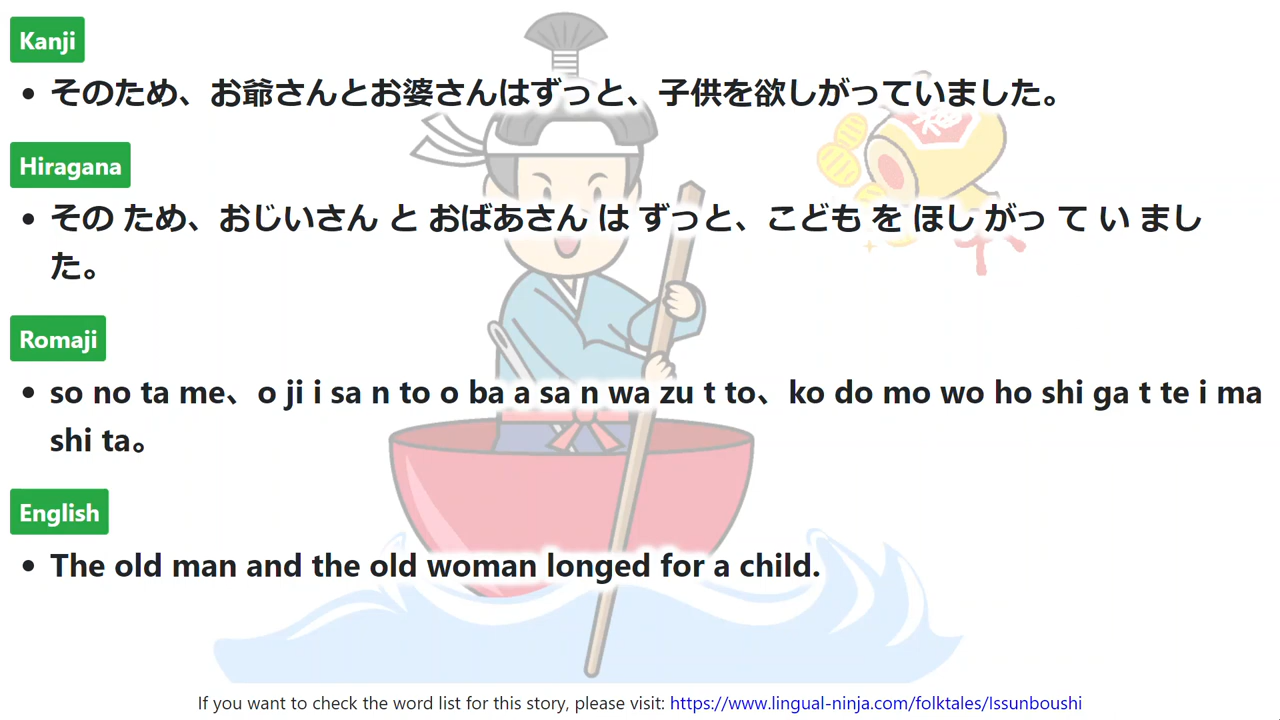 Kanji
• そのため、お爺さんとお婆さんはずっと、子供を欲しがっていました。
Hiragana
• その ため、おじいさん と おばあさん は ずっと、こども を ほし がっ て い まし
た。
Romaji
• so no ta me、o ji i sa n to o ba a sa n wa zu t to、ko do mo wo ho shi ga t te i ma
shi ta。
English
• The old man and the old woman longed for a child.
If you want to check the word list for this story, please visit: https://www.lingual-ninja.com/folktales/Issunboushi
福